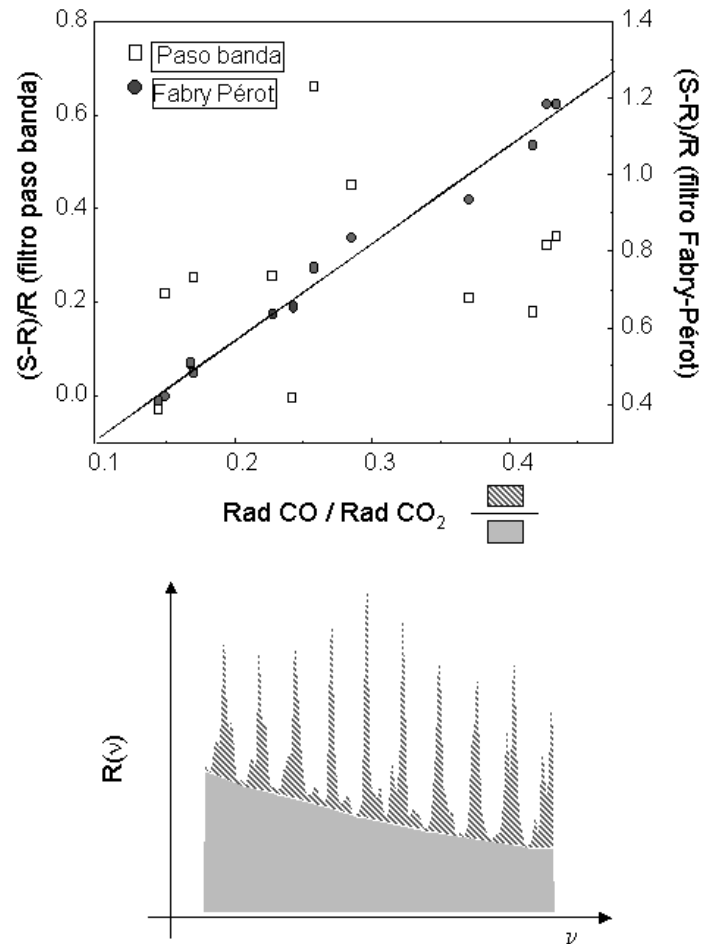 0.8
0.6
0.4
0.2
0.0
(S-R)/R (filtro paso banda)
Paso banda
Fabry Pérot
1.4
1.2
1.0
0.8
0.6
0.4
(S-R)/R (filtro Fabry-Pérot)
0.1 0.2 0.3 0.4
Rad CO / Rad CO₂
R(ν)
ν